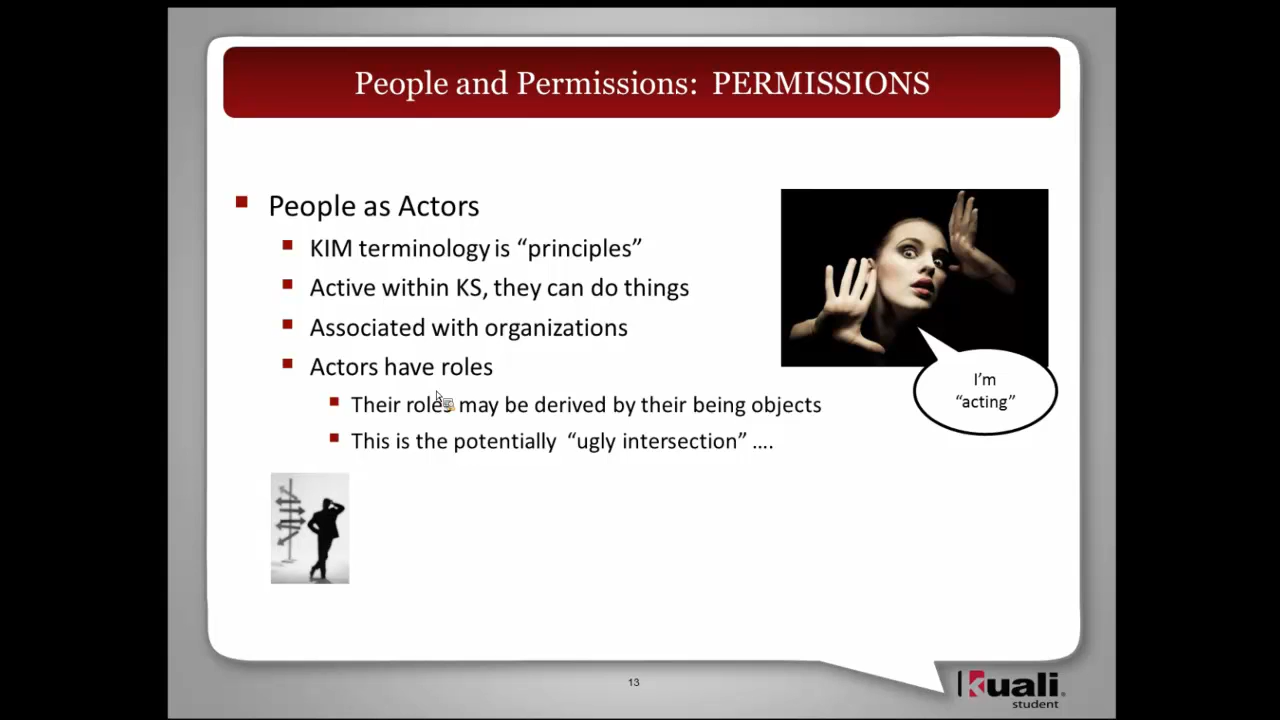 People and Permissions: PERMISSIONS
People as Actors
KIM terminology is “principles”
Active within KS, they can do things
Associated with organizations
Actors have roles
Their roles may be derived by their being objects
This is the potentially “ugly intersection” ....
I’m
“acting”
13
kuali®
student